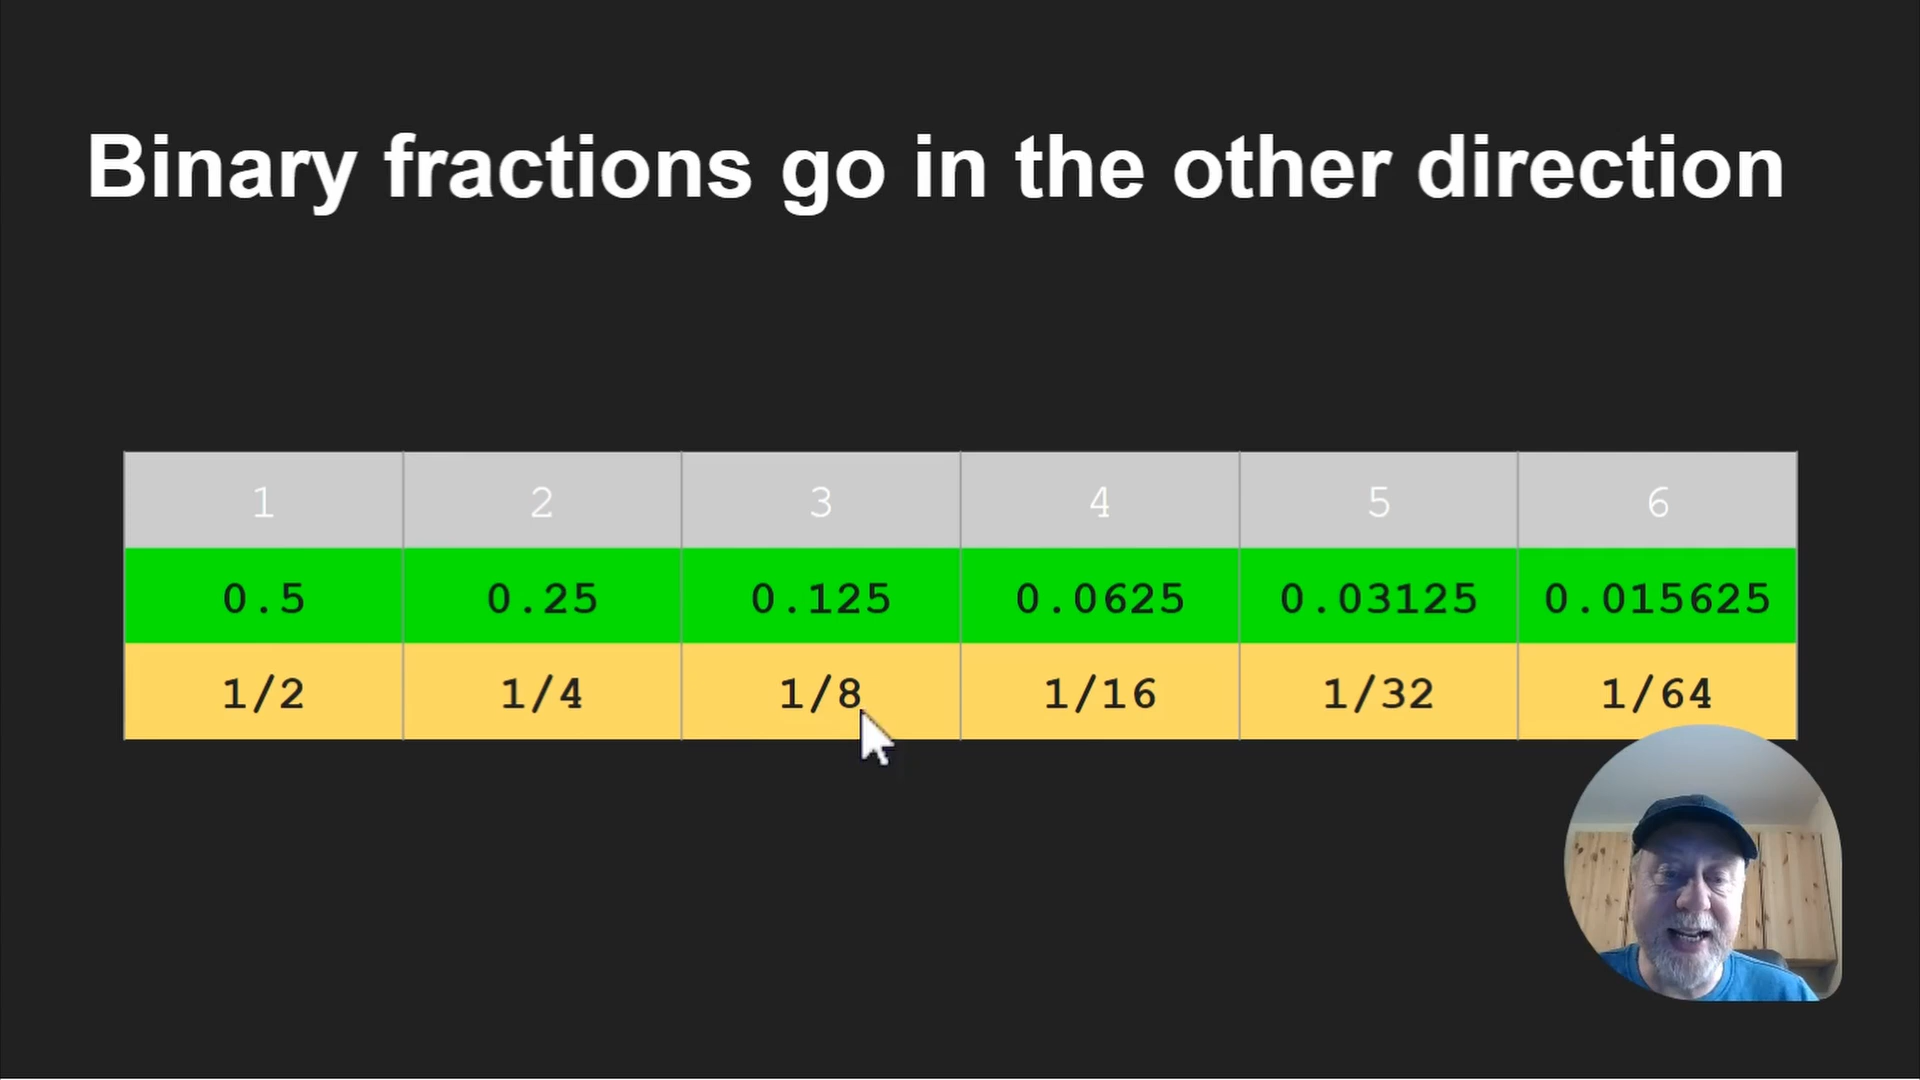 Binary fractions go in the other direction
1 2 3 4 5 6
0.5 0.25 0.125 0.0625 0.03125 0.015625
1/2 1/4 1/8 1/16 1/32 1/64